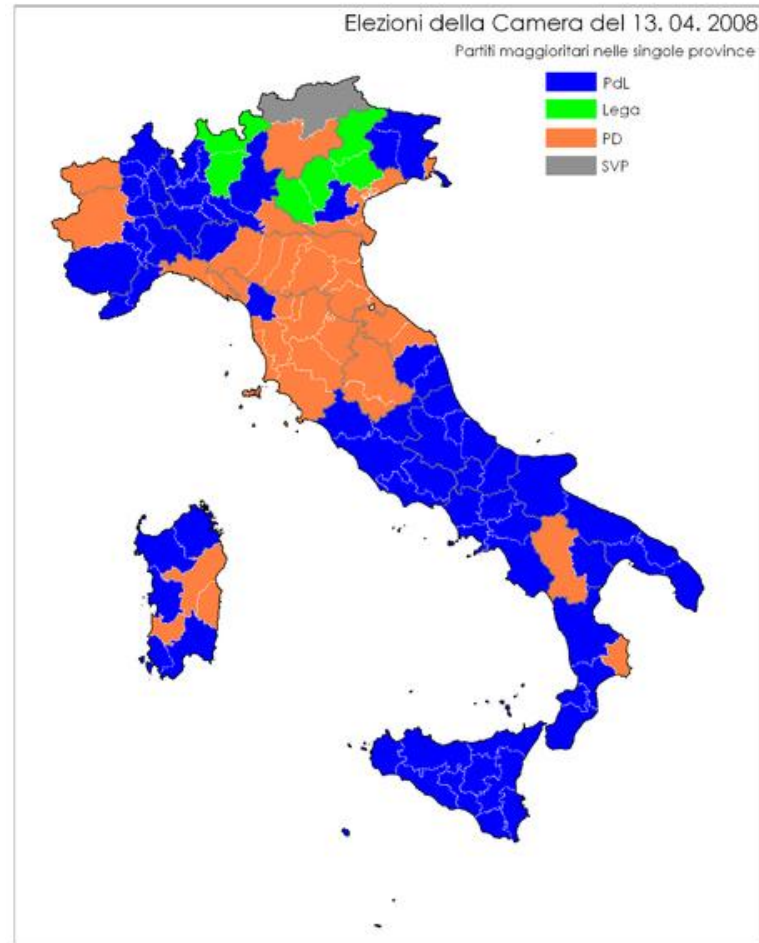 Elezioni della Camera del 13. 04. 2008
Partiti maggioritari nelle singole province
PdL
Lega
PD
SVP